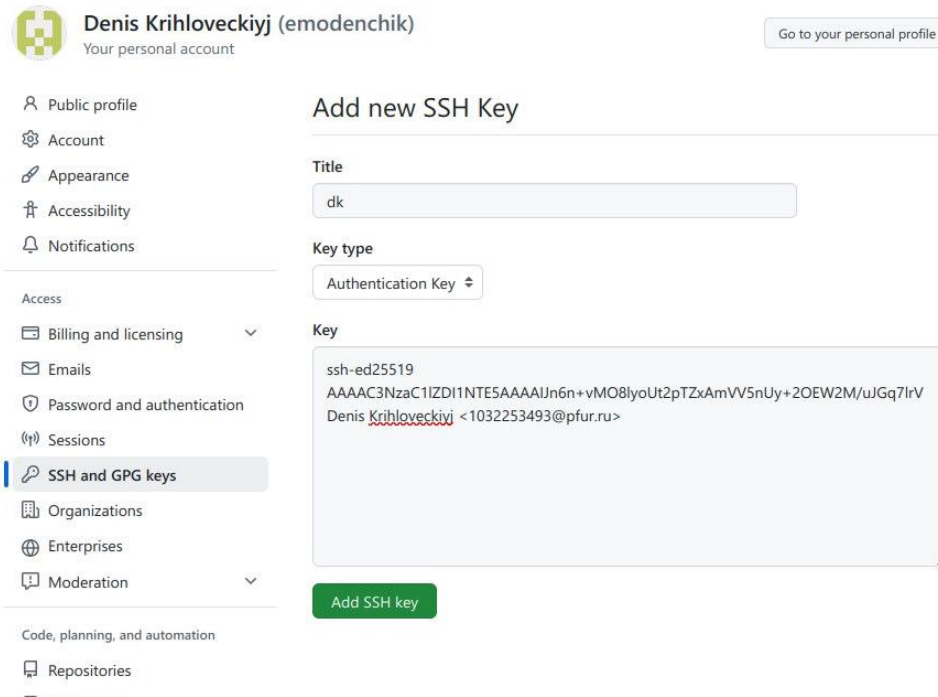 Denis Krihloveckiyj (emodenchik)
Your personal account
Go to your personal profile
Public profile
Account
Appearance
Accessibility
Notifications
Access
Billing and licensing
Emails
Password and authentication
Sessions
SSH and GPG keys
Organizations
Enterprises
Moderation
Code, planning, and automation
Repositories
Add new SSH Key
Title
dk
Key type
Authentication Key
Key
ssh-ed25519
AAAAC3NzaC1lZDI1NTE5AAAAIJn6n+vMO8lyoUt2pTZxAmVV5nUy+2OEW2M/uJGq7lrV
Denis Krihloveckiyj <1032253493@pfur.ru>
Add SSH key